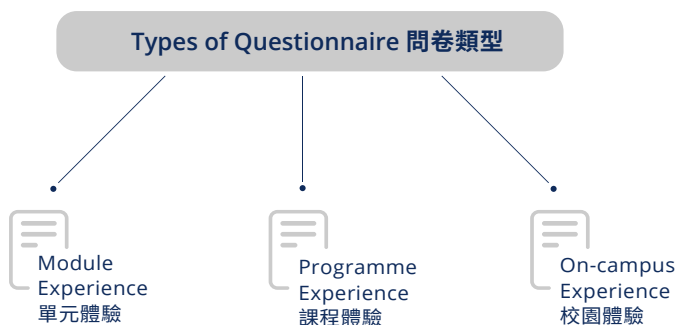 Types of Questionnaire 問卷類型
Module
Experience
單元體驗
Programme
Experience
課程體驗
On-campus
Experience
校園體驗